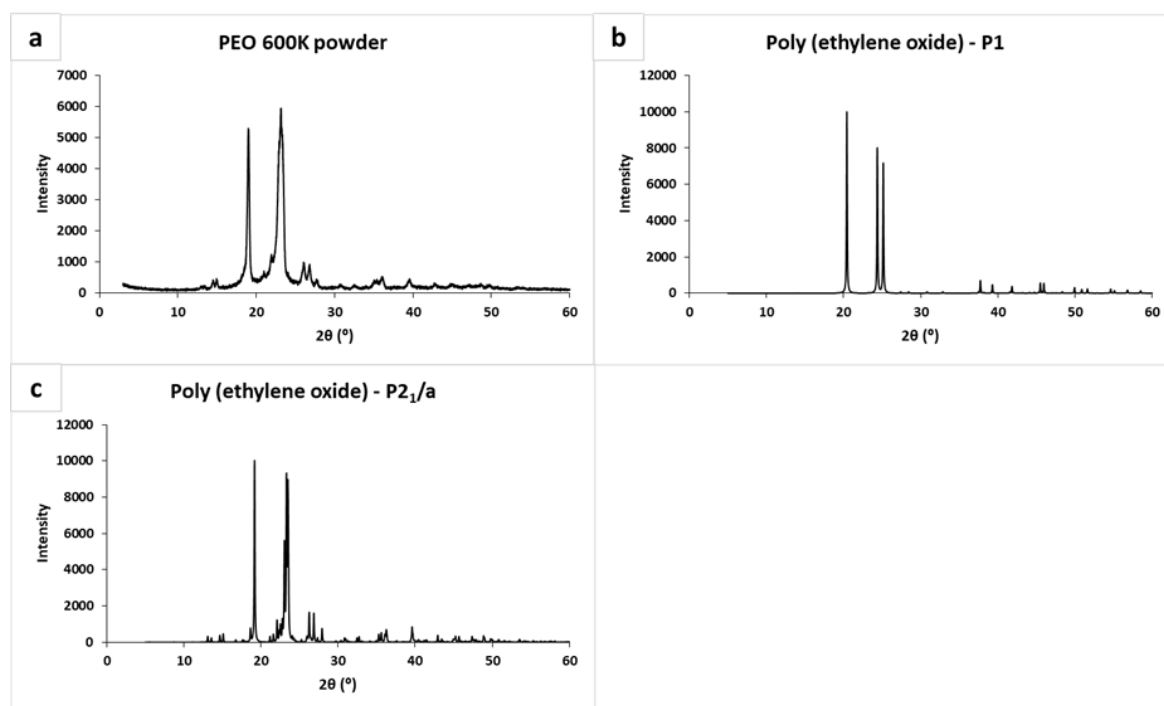 a
PEO 600K powder
7000
6000
5000
4000
3000
2000
1000
0
Intensity
0 10 20 30 40 50 60
2θ (º)
b
Poly (ethylene oxide) - P1
12000
10000
8000
6000
4000
2000
0
Intensity
0 10 20 30 40 50 60
2θ (º)
c
Poly (ethylene oxide) - P2₁/a
12000
10000
8000
6000
4000
2000
0
Intensity
0 10 20 30 40 50 60
2θ (º)